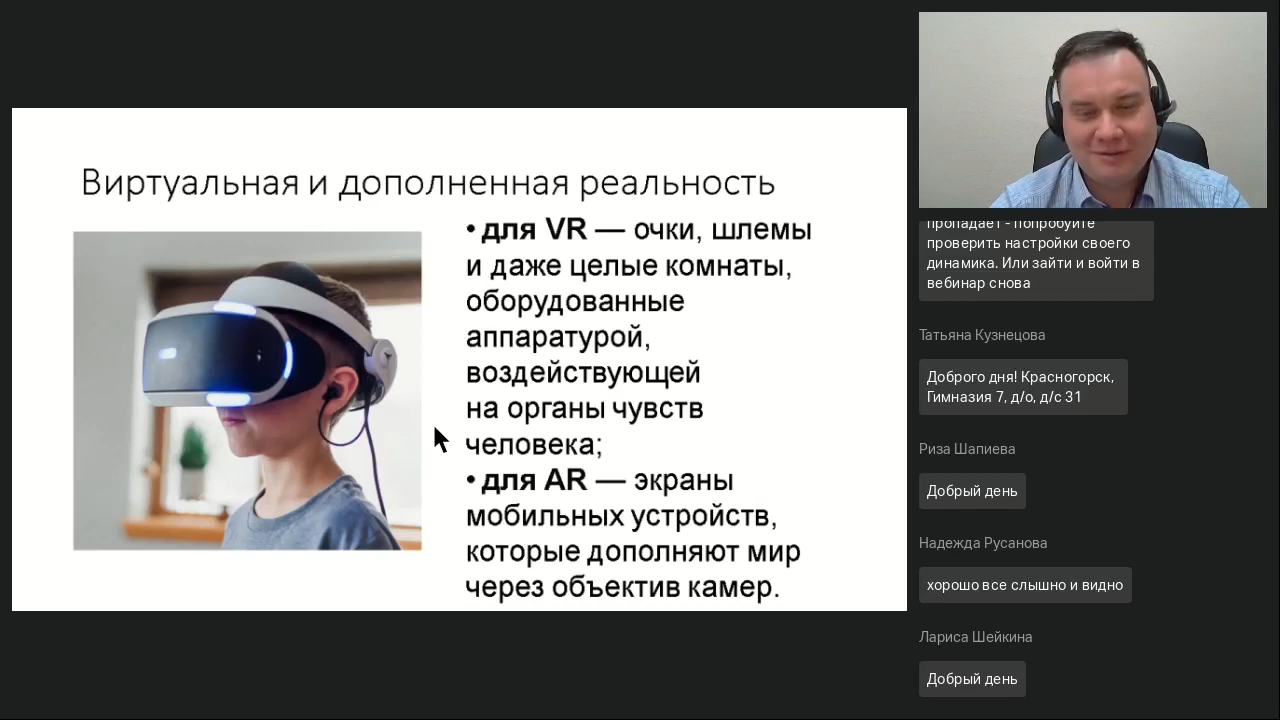 Виртуальная и дополненная реальность
• для VR — очки, шлемы
и даже целые комнаты,
оборудованные
аппаратурой,
воздействующей
на органы чувств
человека;
• для AR — экраны
мобильных устройств,
которые дополняют мир
через объектив камер.
пропадает - попробуйте
проверить настройки своего
динамика. Или зайти и войти в
вебинар снова
Татьяна Кузнецова
Доброго дня! Красногорск,
Гимназия 7, д/о, д/с 31
Риза Шапиева
Добрый день
Надежда Русанова
хорошо все слышно и видно
Лариса Шейкина
Добрый день